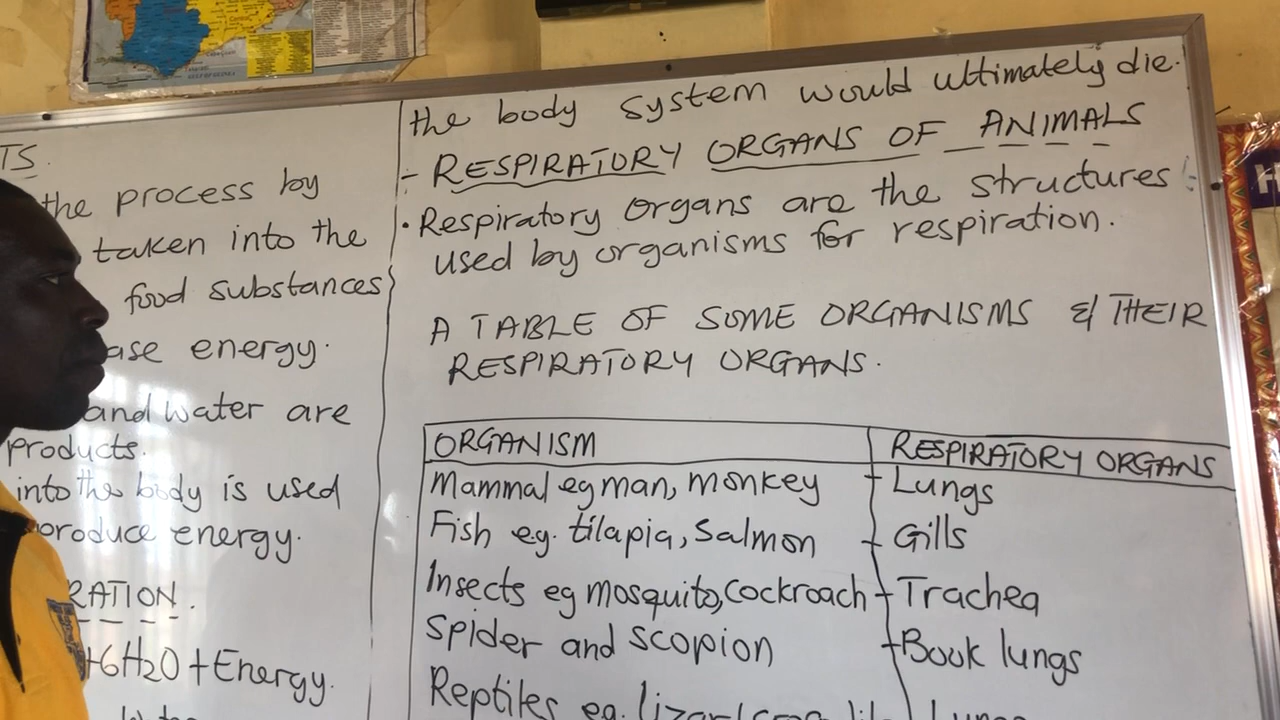 TS.
the process by
taken into the
food substances
ase energy.
and water are
products.
into the body is used
produce energy.
RATION.
+6H2O + Energy.
the body system would ultimately die.
- RESPIRATORY ORGANS OF ANIMALS
• Respiratory organs are the structures
used by organisms for respiration.
A TABLE OF SOME ORGANISMS & THEIR
RESPIRATORY ORGANS.
ORGANISM RESPIRATORY ORGANS
Mammal eg man, monkey - Lungs
Fish eg. tilapia, Salmon - Gills
Insects eg mosquito, Cockroach - Trachea
Spider and scopion - Book lungs
Reptiles eg. Lungs